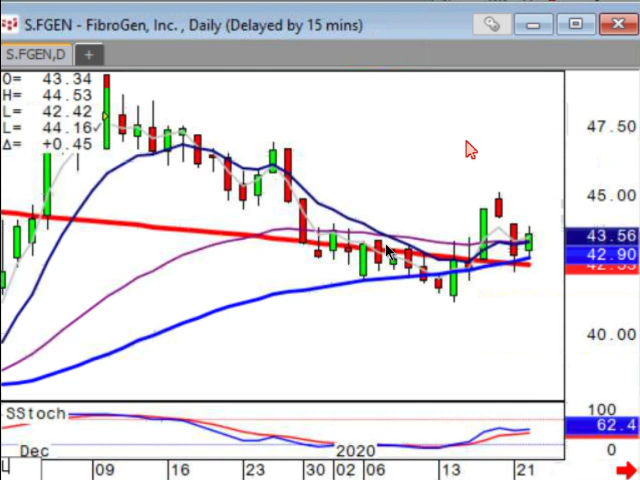 S.FGEN - FibroGen, Inc. , Daily (Delayed by 15 mins)
S.FGEN,D
+
O= 43.34
H= 44.53
L= 42.42
L= 44.16
Δ= +0.45
47.50
45.00
43.56
42.90
40.00
SStoch
100
62.4
0
Dec
2020
09 16 23 30 02 06 13 21